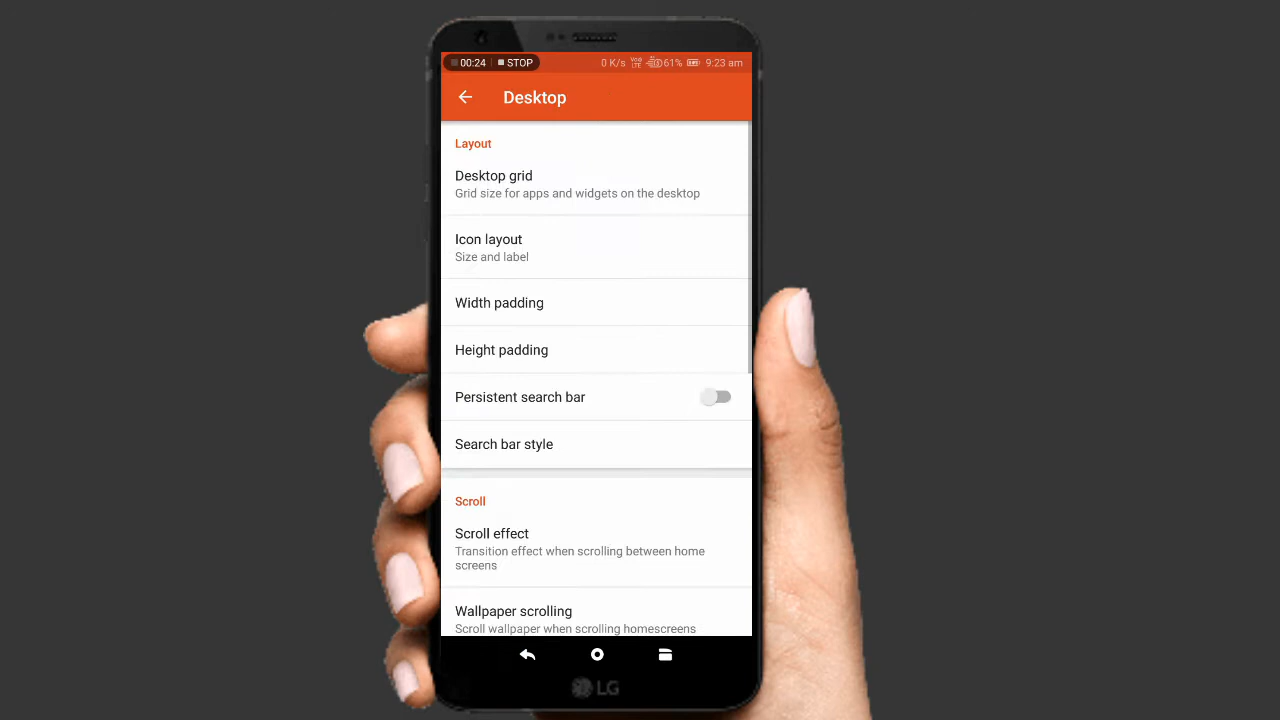 00:24 STOP 0 K/s VoLTE 61% 9:23 am
Desktop
Layout
Desktop grid
Grid size for apps and widgets on the desktop
Icon layout
Size and label
Width padding
Height padding
Persistent search bar
Search bar style
Scroll
Scroll effect
Transition effect when scrolling between home
screens
Wallpaper scrolling
Scroll wallpaper when scrolling homescreens
LG